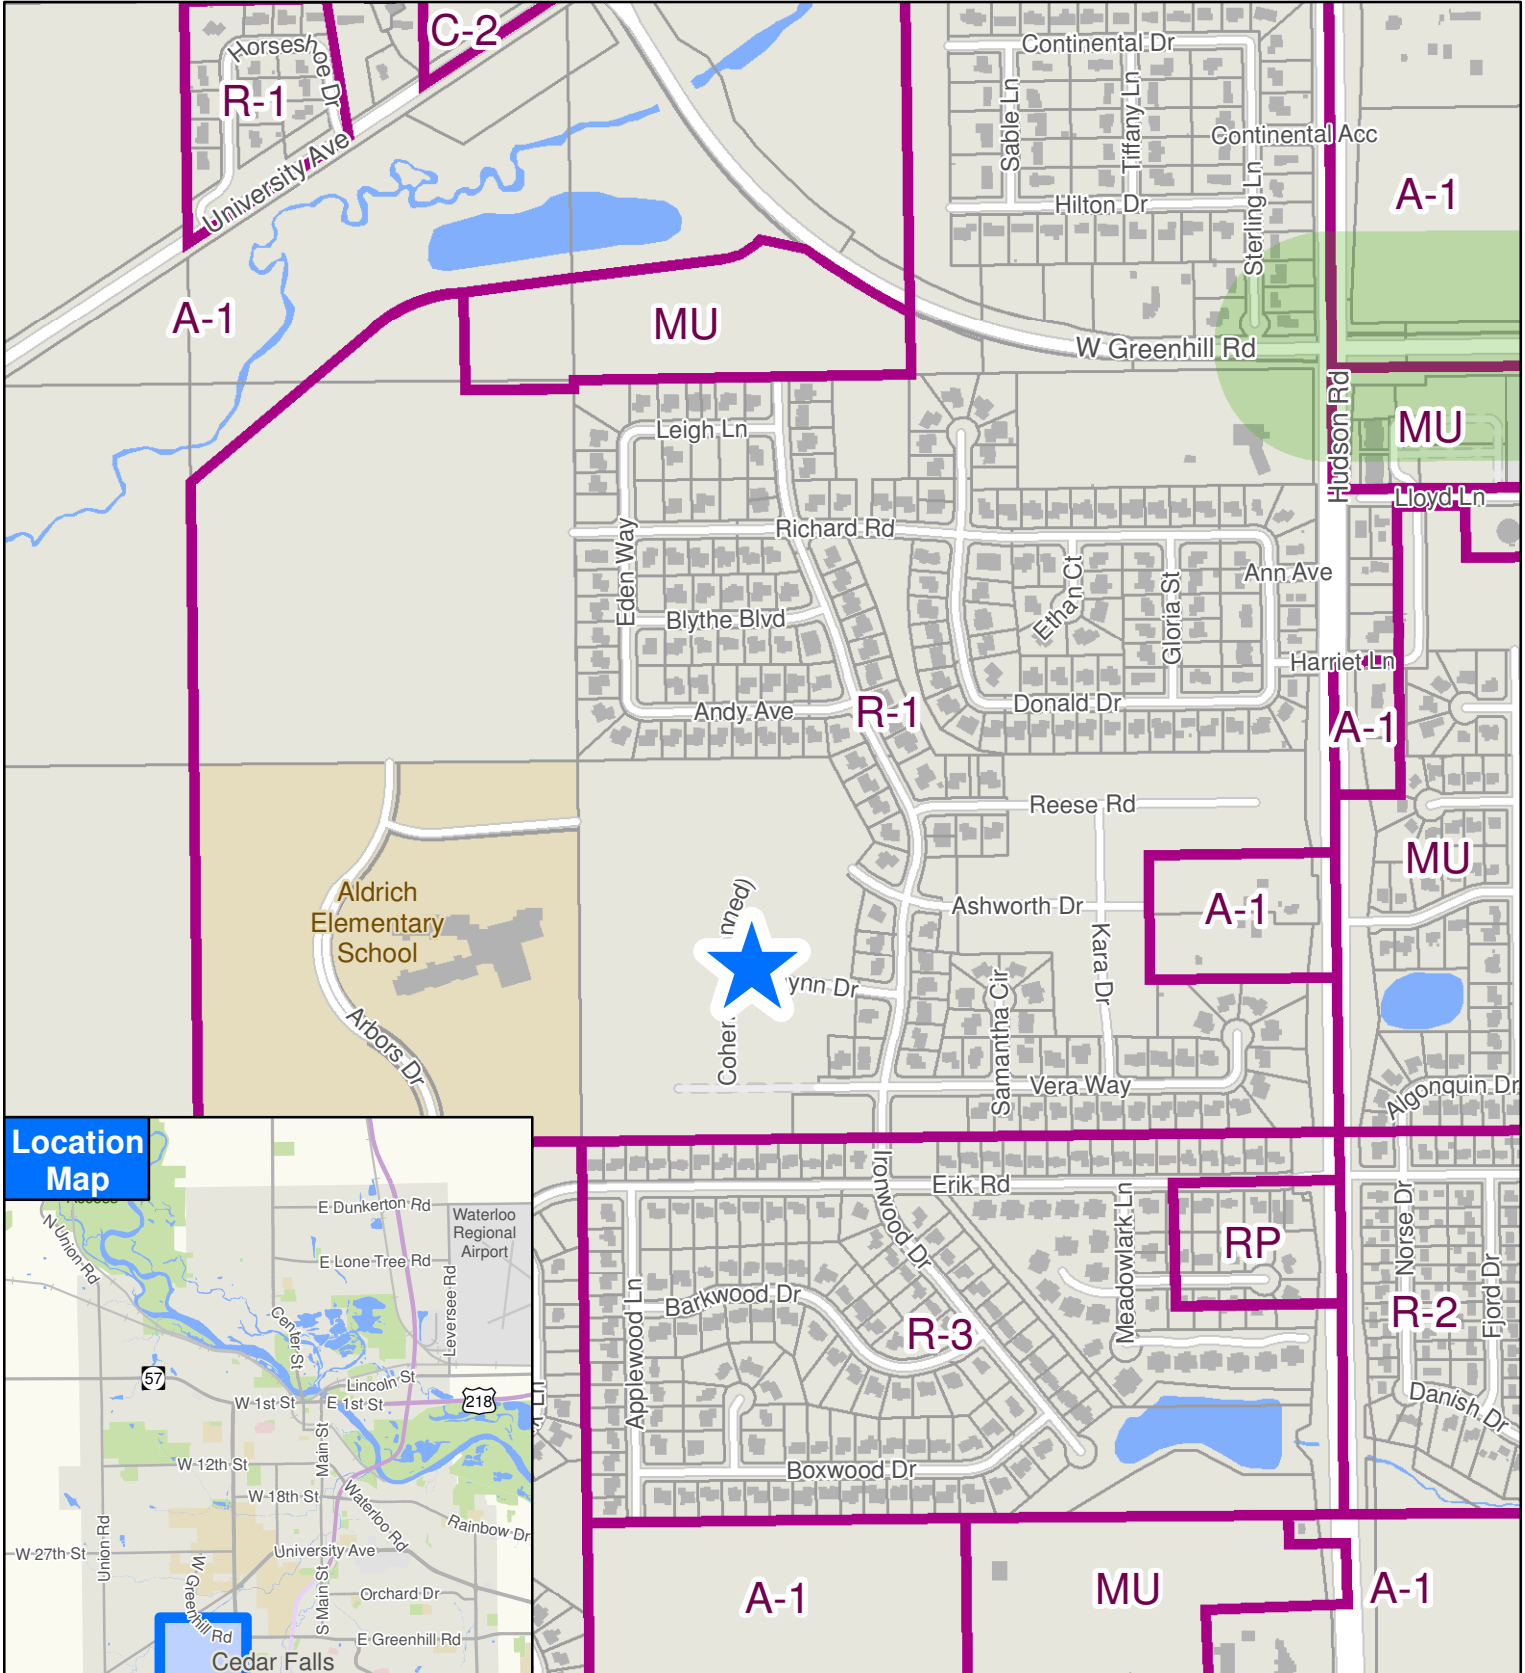 C-2
Horseshoe Dr
R-1
University Ave
Continental Dr
Sable Ln
Tiffany Ln
Continental Acc
Sterling Ln
Hilton Dr
A-1
A-1
MU
W Greenhill Rd
Hudson Rd
MU
Lloyd Ln
Leigh Ln
Richard Rd
Eden Way
Blythe Blvd
Andy Ave
Ethan Ct
Gloria St
Ann Ave
Harriet Ln
Donald Dr
R-1
A-1
MU
Reese Rd
Aldrich
Elementary
School
Arbors Dr
Ashworth Dr
Kara Dr
A-1
nned)
ynn Dr
Coher
Samantha Cir
Vera Way
Algonquin Dr
Erik Rd
Ironwood Dr
Meadowlark Ln
RP
Norse Dr
Fjord Dr
R-2
Applewood Ln
Barkwood Dr
R-3
Boxwood Dr
Danish Dr
A-1
MU
A-1
Location
Map
N Union Rd
E Dunkerton Rd
Waterloo
Regional
Airport
E Lone Tree Rd
Leversee Rd
Center St
57
Lincoln St
W 1st St
E 1st St
218
Main St
W 12th St
W 18th St
Waterloo Rd
Rainbow Dr
Union Rd
W 27th St
University Ave
W Greenhill Rd
S Main St
Orchard Dr
E Greenhill Rd
Cedar Falls
Ln